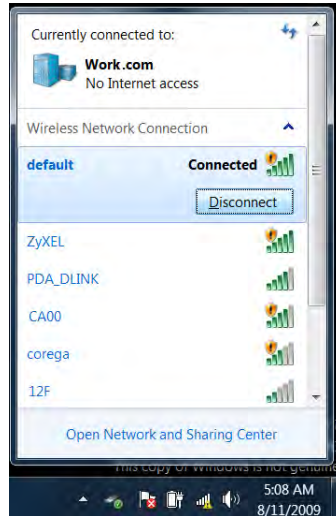 Currently connected to:
Work.com
No Internet access
Wireless Network Connection
default Connected
Disconnect
ZyXEL
PDA_DLINK
CA00
corega
12F
Open Network and Sharing Center
This copy of Windows is not genuine
5:08 AM
8/11/2009